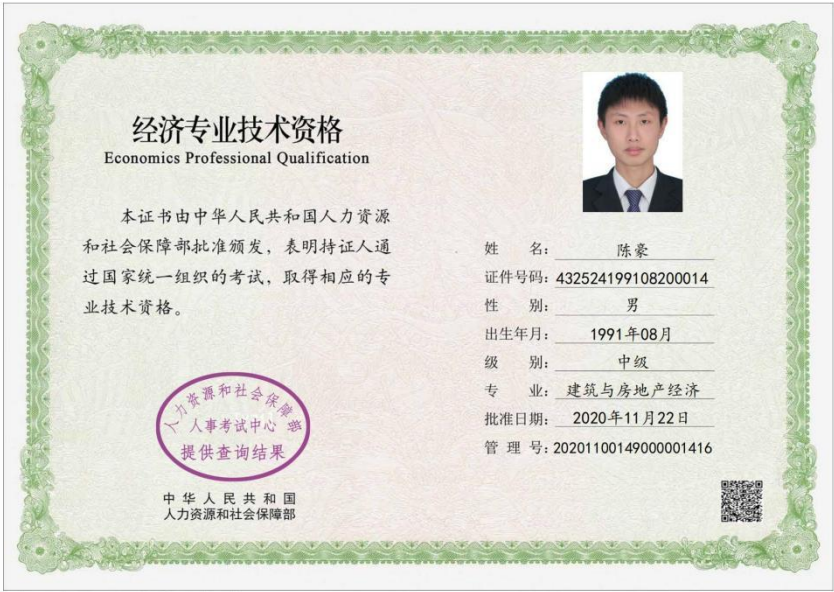 经济专业技术资格
Economics Professional Qualification
本证书由中华人民共和国人力资源
和社会保障部批准颁发，表明持证人通
过国家统一组织的考试，取得相应的专
业技术资格。
人力资源和社会保障部
人事考试中心
提供查询结果
中华人民共和国
人力资源和社会保障部
姓 名：陈豪
证件号码：432524199108200014
性 别：男
出生年月：1991年08月
级 别：中级
专 业：建筑与房地产经济
批准日期：2020年11月22日
管 理 号：20201100149000001416